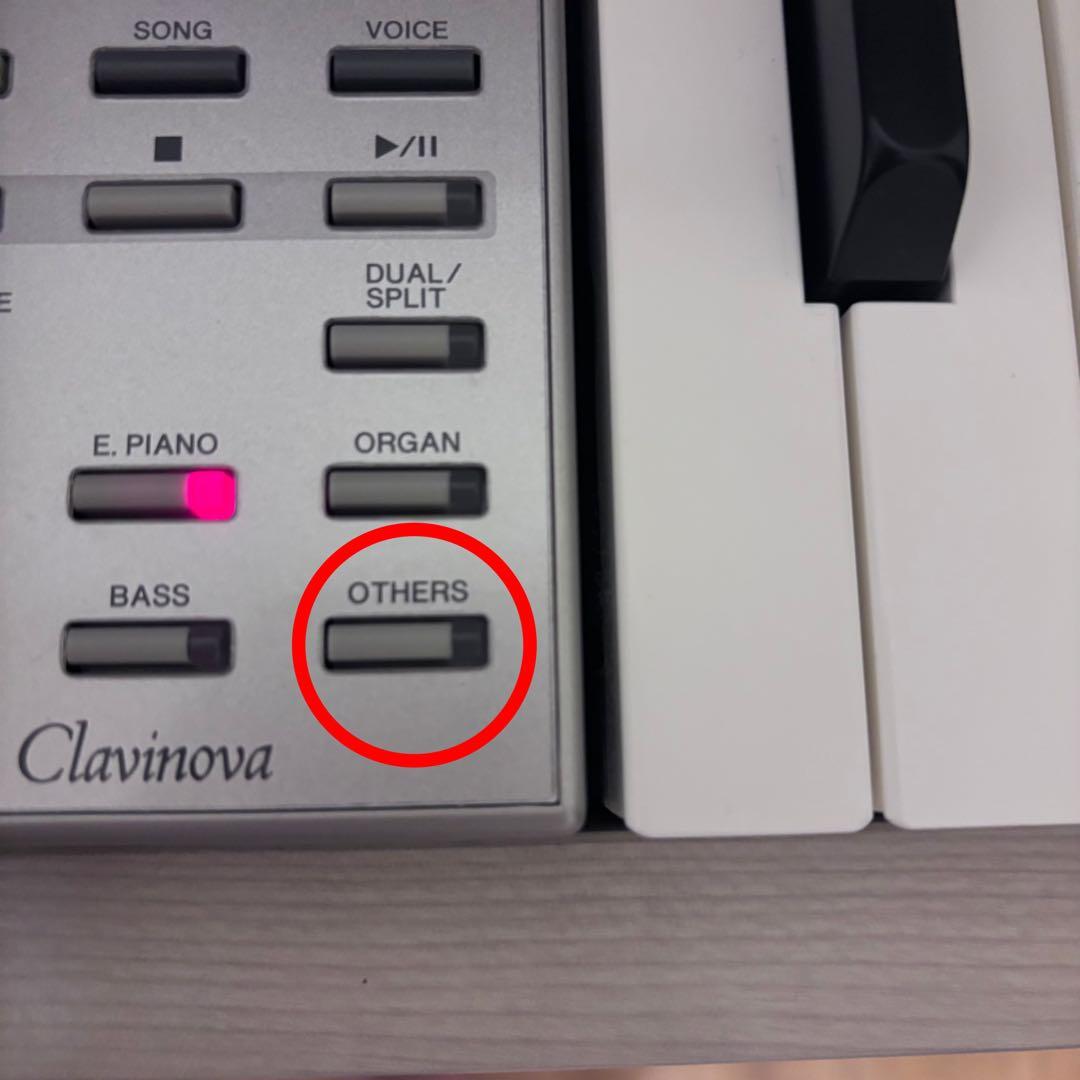 SONG VOICE
■ ▶/II
DUAL/
SPLIT
E
E. PIANO ORGAN
BASS OTHERS
Clavinova